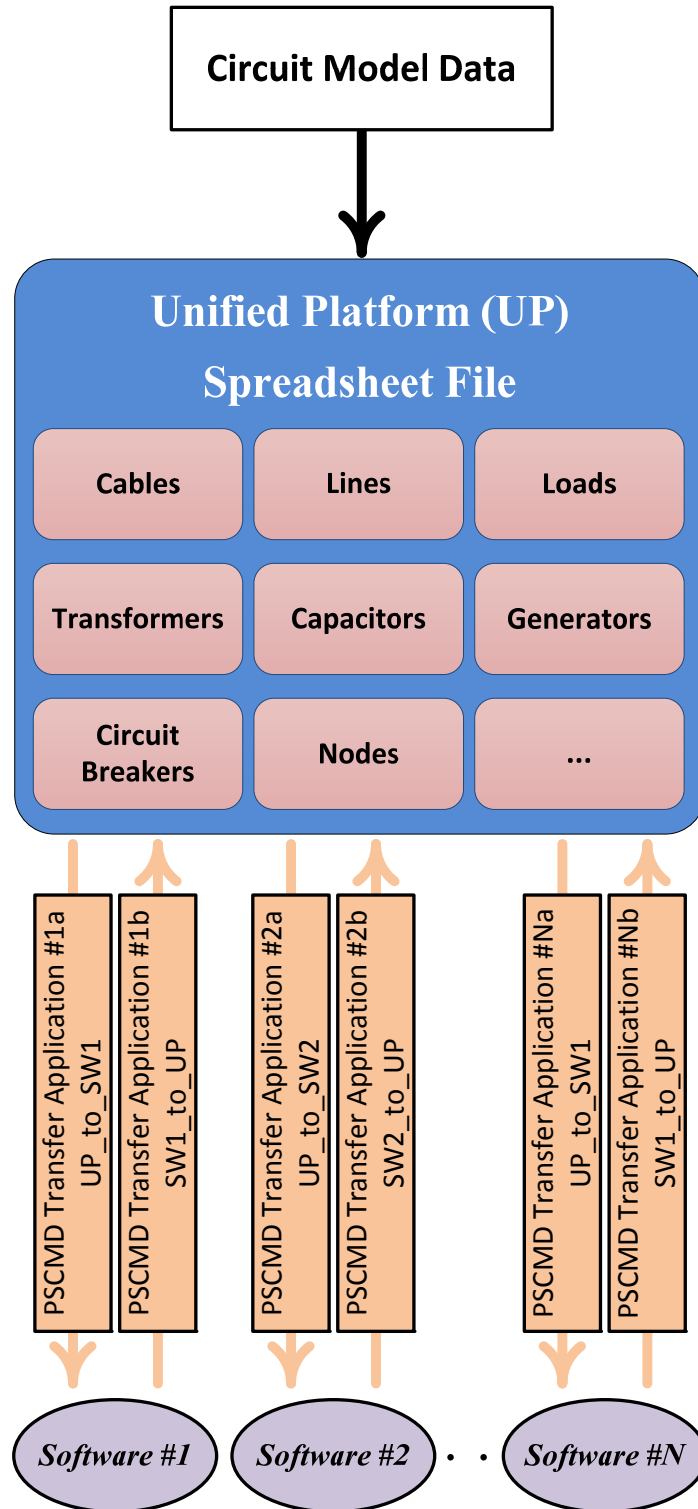 Circuit Model Data
Unified Platform (UP)
Spreadsheet File
Cables
Lines
Loads
Transformers
Capacitors
Generators
Circuit
Breakers
Nodes
...
PSCMD Transfer Application #1a
UP_to_SW1
PSCMD Transfer Application #1b
SW1_to_UP
PSCMD Transfer Application #2a
UP_to_SW2
PSCMD Transfer Application #2b
SW2_to_UP
PSCMD Transfer Application #Na
UP_to_SW1
PSCMD Transfer Application #Nb
SW1_to_UP
Software #1
Software #2
. .
Software #N